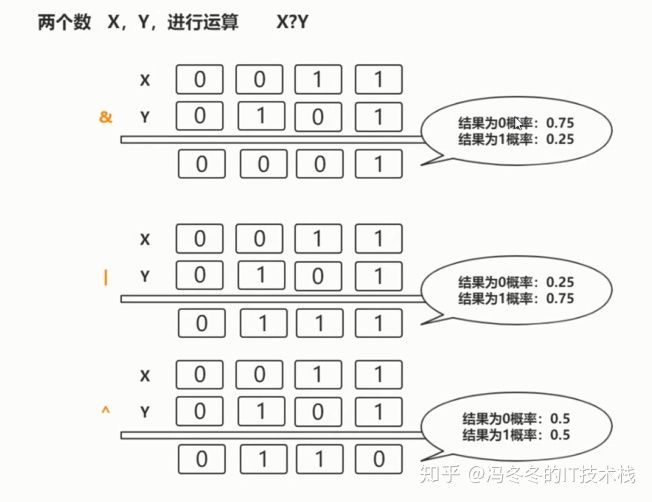 两个数 X，Y，进行运算 X?Y
X 0 0 1 1
& Y 0 1 0 1
结果为0概率：0.75
结果为1概率：0.25
0 0 0 1
X 0 0 1 1
| Y 0 1 0 1
结果为0概率：0.25
结果为1概率：0.75
0 1 1 1
X 0 0 1 1
^ Y 0 1 0 1
结果为0概率：0.5
结果为1概率：0.5
0 1 1 0
知乎 @冯冬冬的IT技术栈